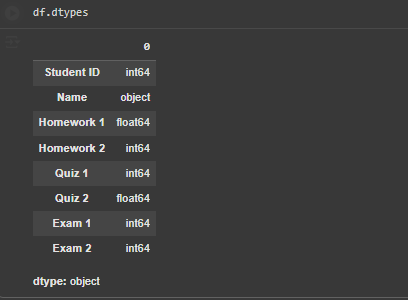 df.dtypes
0
Student ID int64
Name object
Homework 1 float64
Homework 2 int64
Quiz 1 int64
Quiz 2 float64
Exam 1 int64
Exam 2 int64
dtype: object